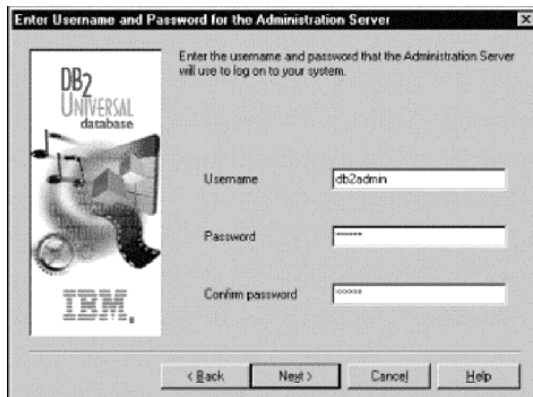 Enter Username and Password for the Administration Server
Enter the username and password that the Administration Server
will use to log on to your system.
DB2
UNIVERSAL
database
IBM.
Username
db2admin
Password
*****
Confirm password
*****
< Back
Next >
Cancel
Help